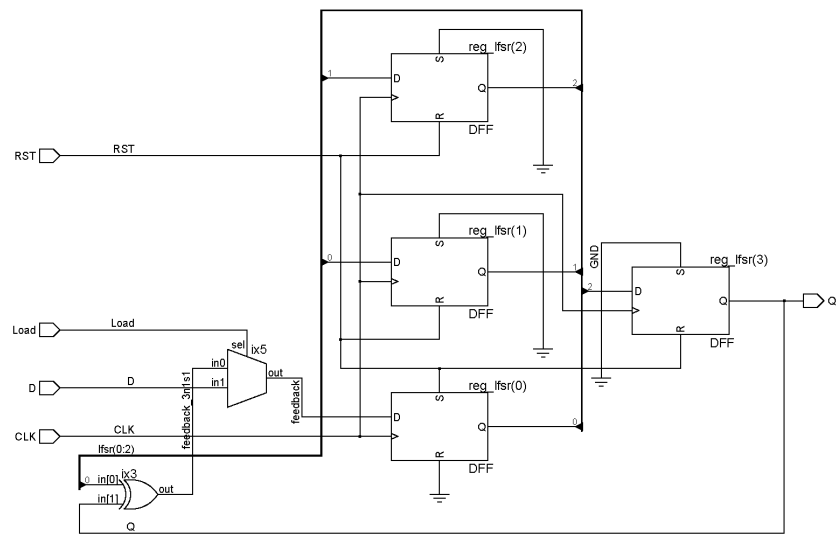 reg_lfsr(2)
S
1
D
Q
2
R
DFF
RST
RST
reg_lfsr(1)
S
0
D
Q
1
R
DFF
GND
reg_lfsr(3)
S
2
D
Q
Q
R
DFF
Load
Load
sel
ix5
in0
in1
out
D
D
feedback_3n1s1
feedback
reg_lfsr(0)
S
D
Q
0
R
DFF
CLK
CLK
lfsr(0:2)
0
in[0]
ix3
in[1]
out
Q